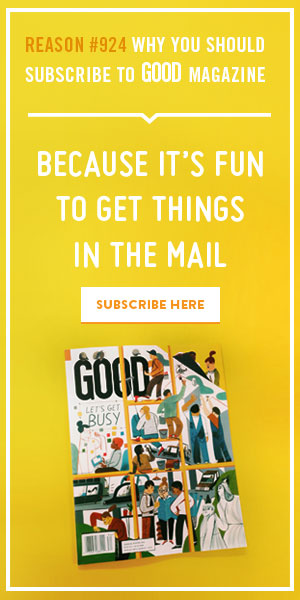 REASON #924 WHY YOU SHOULD
SUBSCRIBE TO GOOD MAGAZINE
BECAUSE IT'S FUN
TO GET THINGS
IN THE MAIL
SUBSCRIBE HERE
GOOD
LET'S GET
BUSY